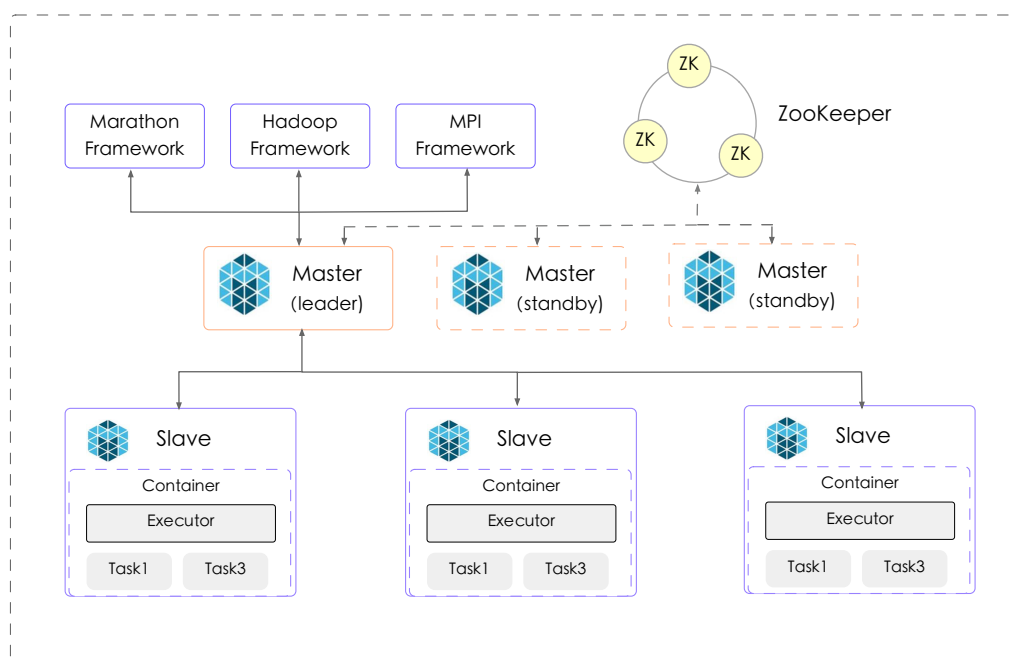 ZK
ZooKeeper
ZK
ZK
Marathon
Framework
Hadoop
Framework
MPI
Framework
Master
(leader)
Master
(standby)
Master
(standby)
Slave
Container
Executor
Task1 Task3
Slave
Container
Executor
Task1 Task3
Slave
Container
Executor
Task1 Task3